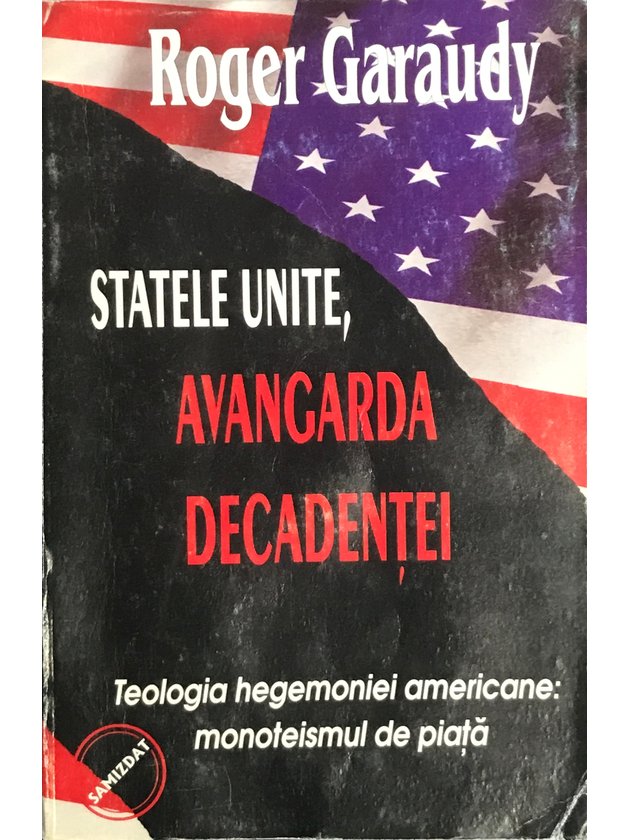 Roger Garaudy
STATELE UNITE,
AVANGARDA
DECADENȚEI
Teologia hegemoniei americane:
monoteismul de piață
SAMIZDAT